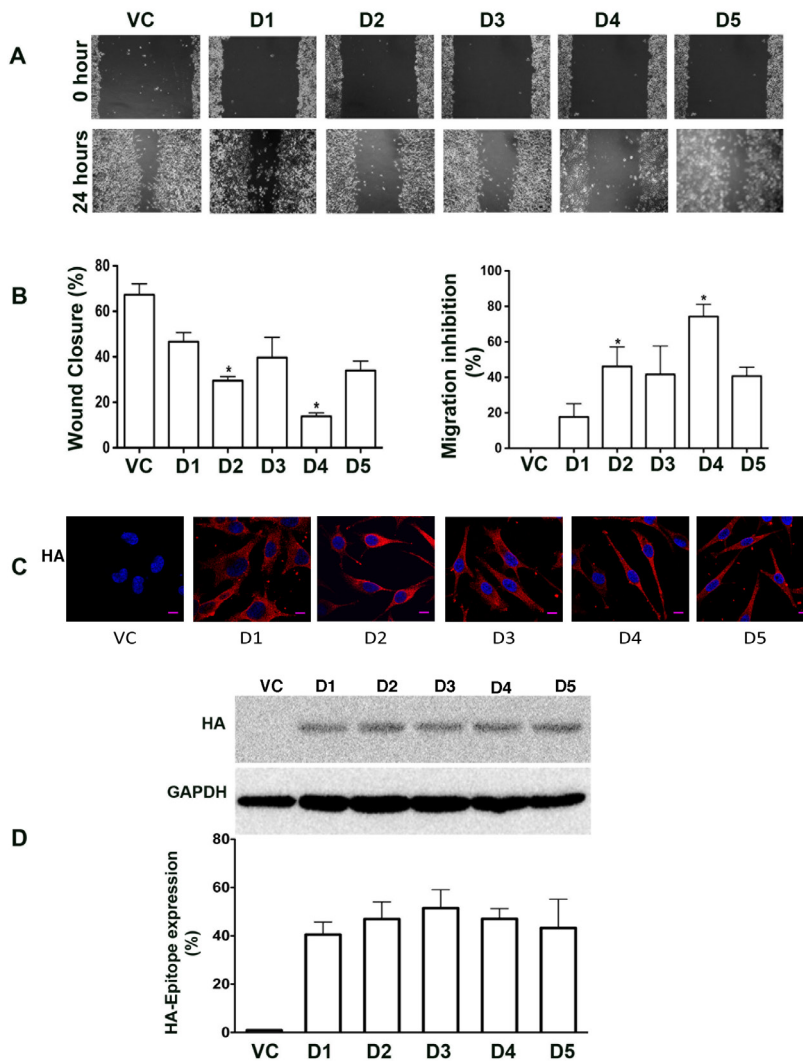 VC D1 D2 D3 D4 D5
A
0 hour
24 hours
B
Wound Closure (%)
80
60
40
20
0
VC D1 D2 D3 D4 D5
*
*
Migration inhibition
(%)
100
80
60
40
20
0
VC D1 D2 D3 D4 D5
*
*
C
HA
VC D1 D2 D3 D4 D5
VC D1 D2 D3 D4 D5
HA
GAPDH
D
HA-Epitope expression
(%)
80
60
40
20
0
VC D1 D2 D3 D4 D5